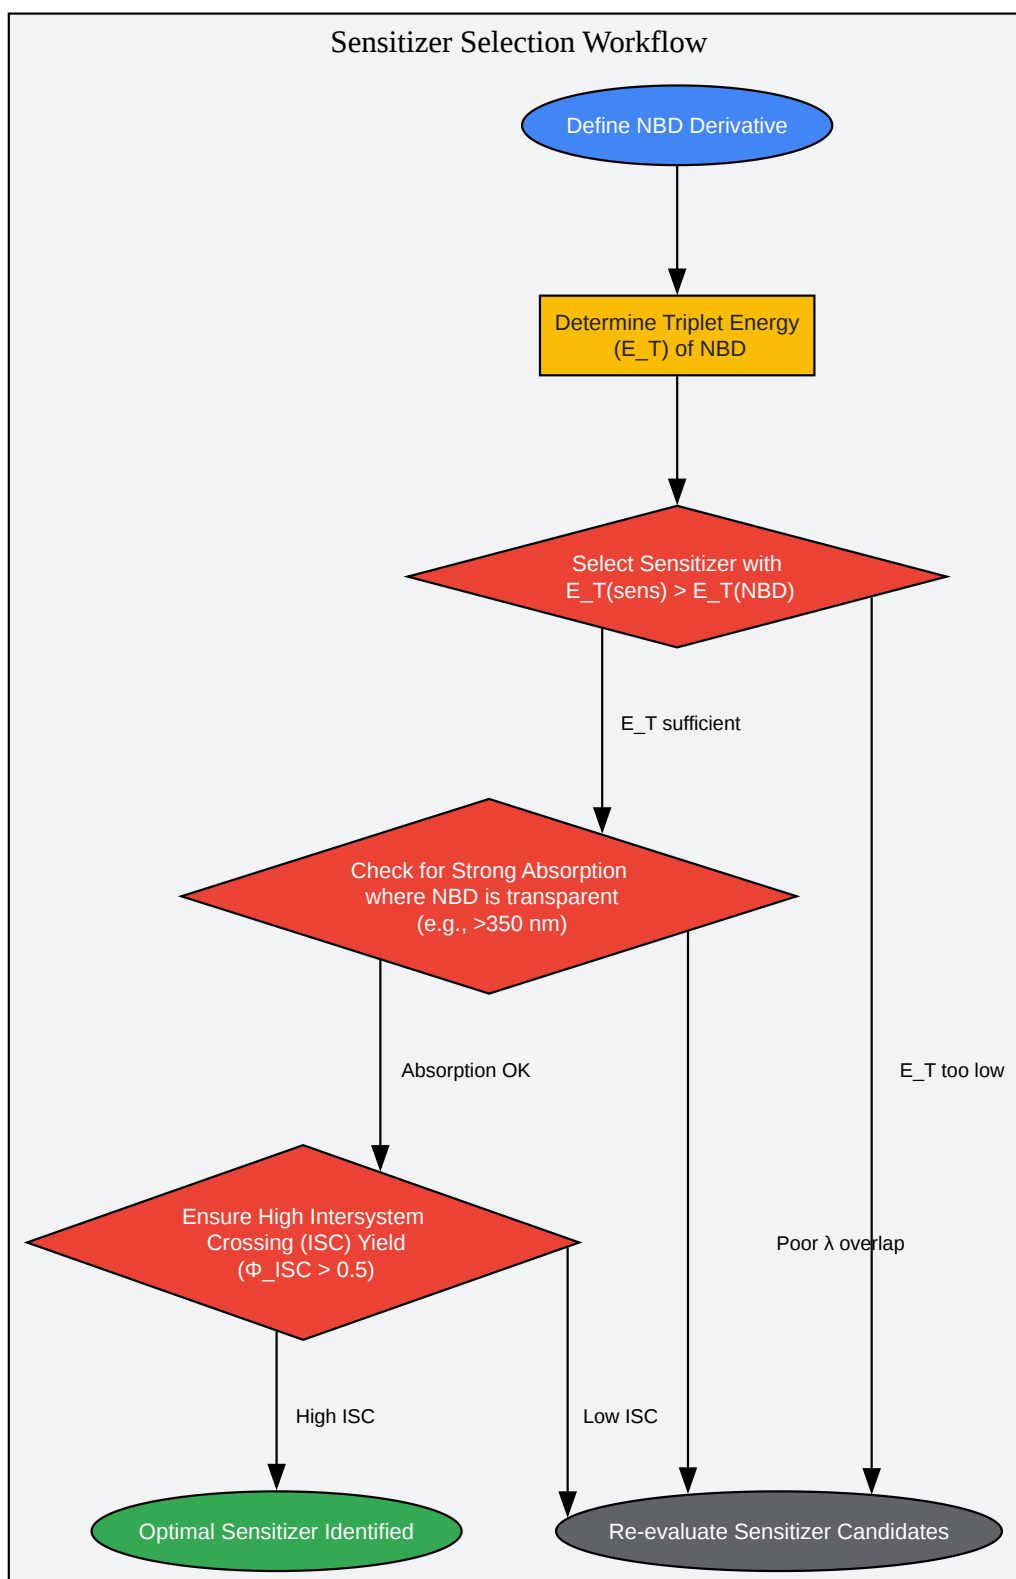 Sensitizer Selection Workflow
Define NBD Derivative
Determine Triplet Energy
(E_T) of NBD
Select Sensitizer with
E_T(sens) > E_T(NBD)
E_T sufficient
Check for Strong Absorption
where NBD is transparent
(e.g., >350 nm)
Absorption OK
E_T too low
Ensure High Intersystem
Crossing (ISC) Yield
(Φ_ISC > 0.5)
Poor λ overlap
High ISC
Low ISC
Optimal Sensitizer Identified
Re-evaluate Sensitizer Candidates